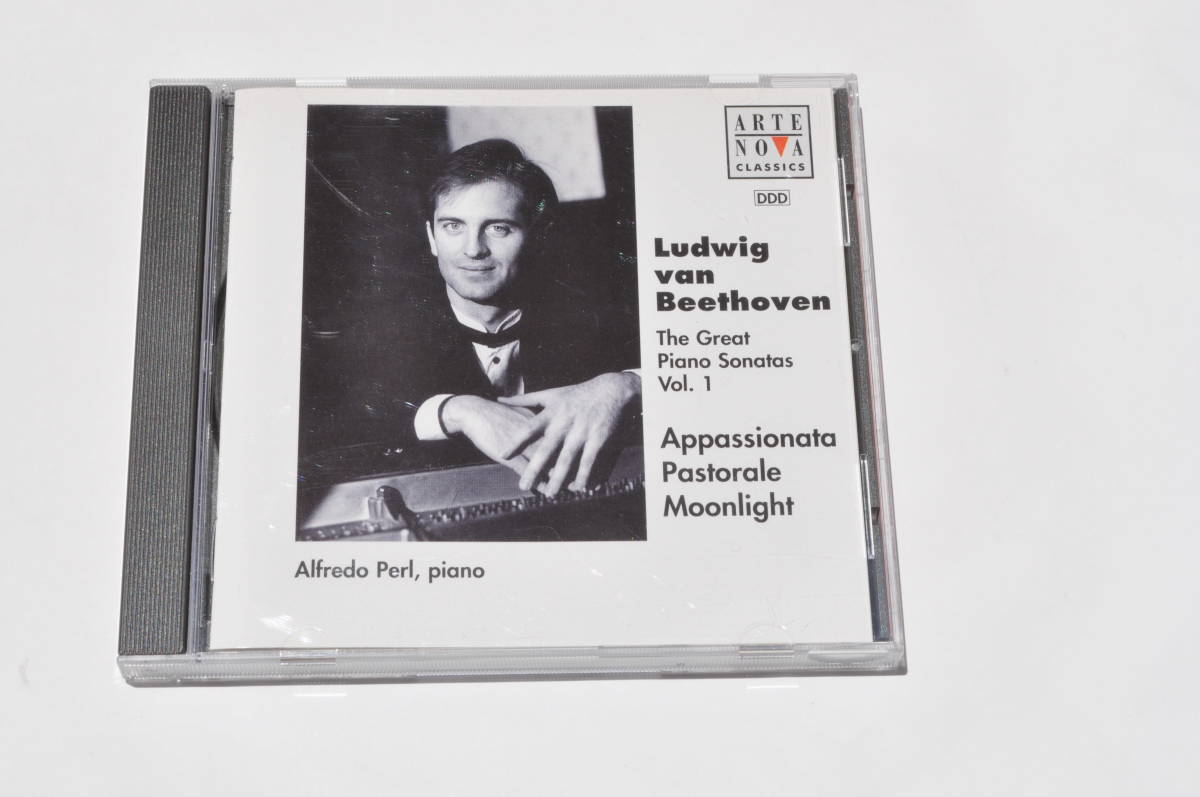 ARTE
NOVA
CLASSICS
DDD
Ludwig
van
Beethoven
The Great
Piano Sonatas
Vol. 1
Appassionata
Pastorale
Moonlight
Alfredo Perl, piano